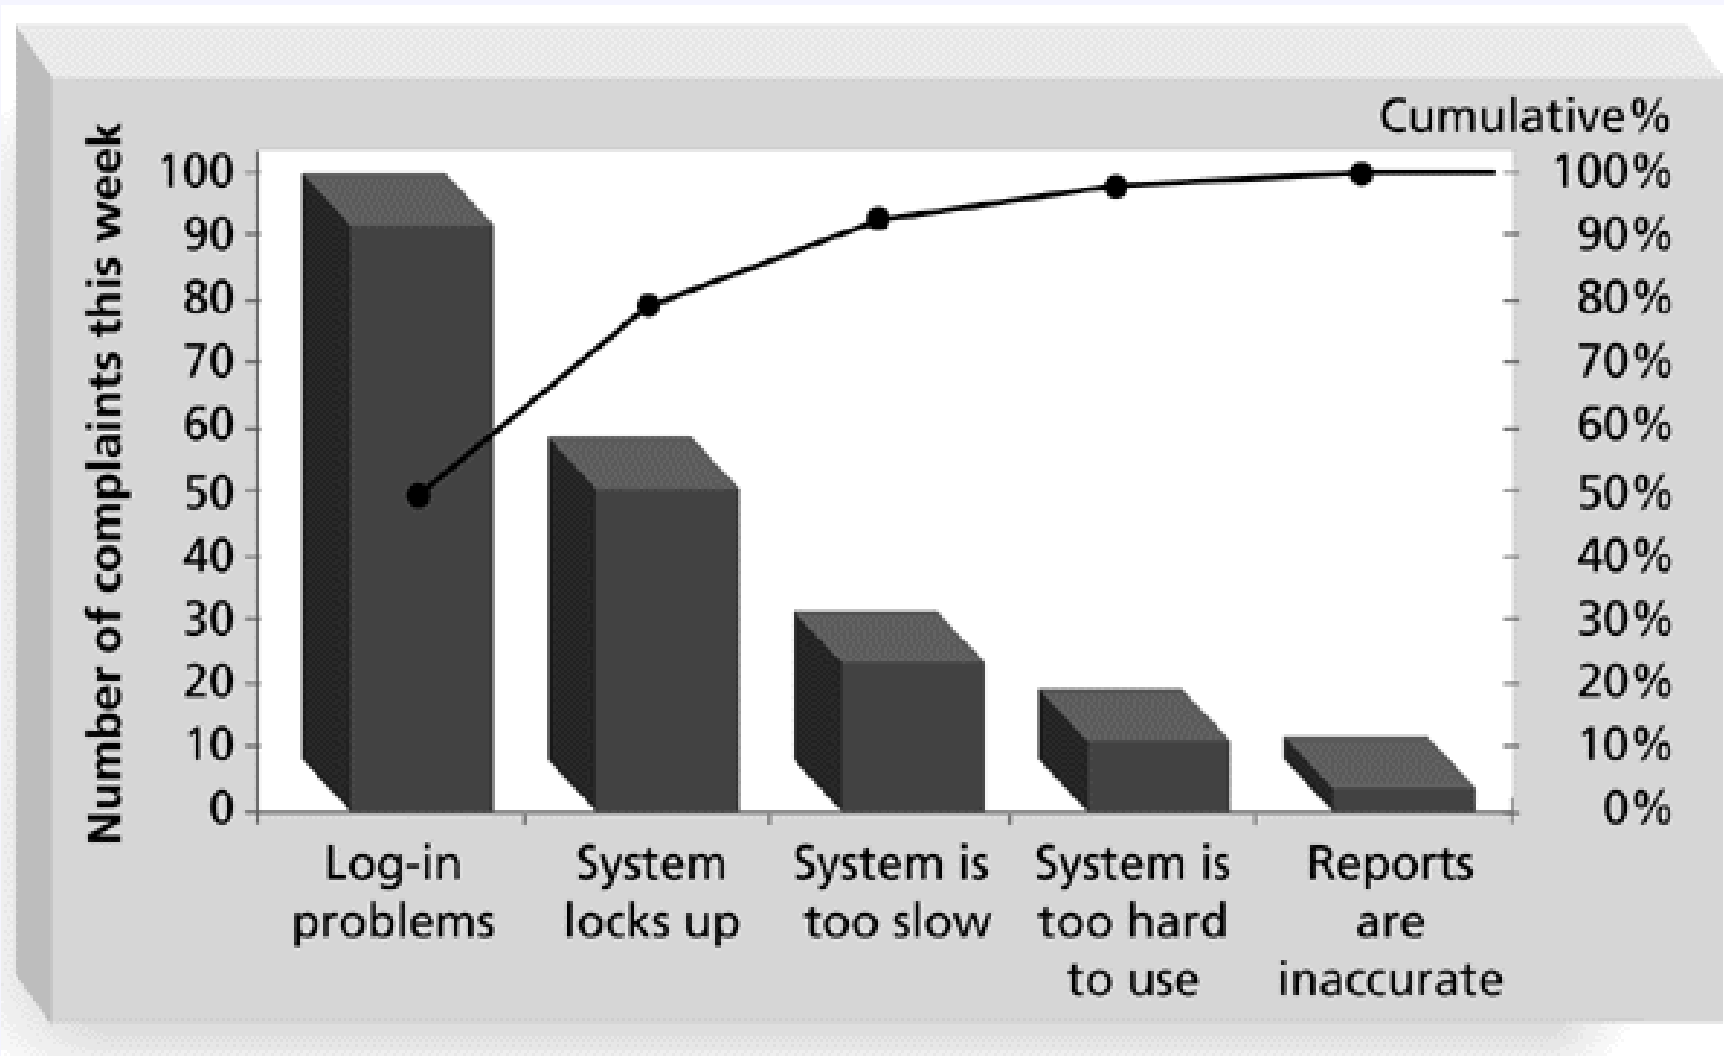 Cumulative%
Number of complaints this week
100
90
80
70
60
50
40
30
20
10
0
100%
90%
80%
70%
60%
50%
40%
30%
20%
10%
0%
Log-in
problems
System
locks up
System is
too slow
System is
too hard
to use
Reports
are
inaccurate